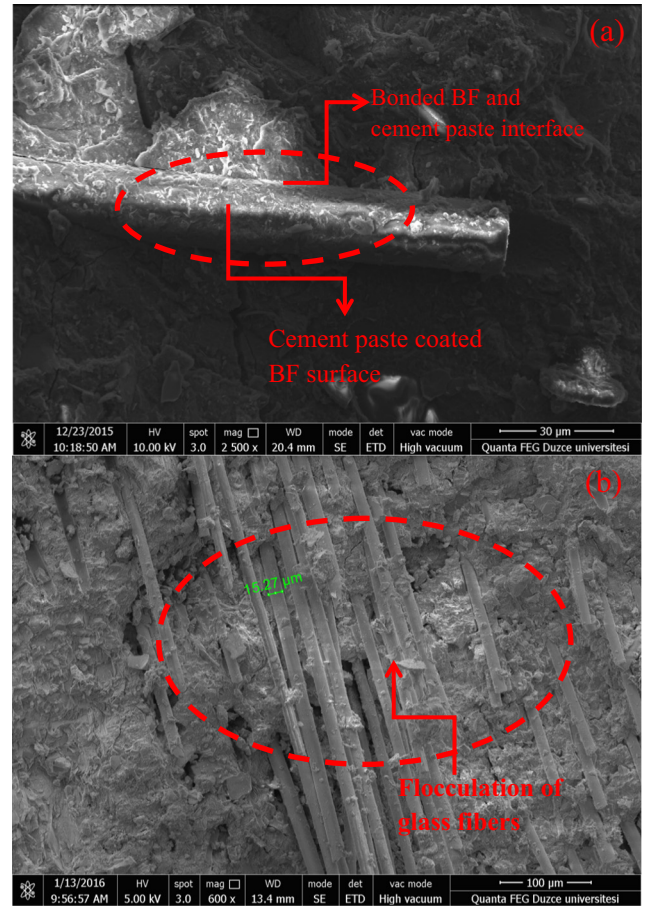 (a)
Bonded BF and
cement paste interface
Cement paste coated
BF surface
12/23/2015 HV spot mag WD mode det vac mode 30 µm
10:18:50 AM 10.00 kV 3.0 2 500 x 20.4 mm SE ETD High vacuum Quanta FEG Duzce universitesi
(b)
15.27 µm
Flocculation of
glass fibers
1/13/2016 HV spot mag WD mode det vac mode 100 µm
9:56:57 AM 5.00 kV 3.0 600 x 13.4 mm SE ETD High vacuum Quanta FEG Duzce universitesi